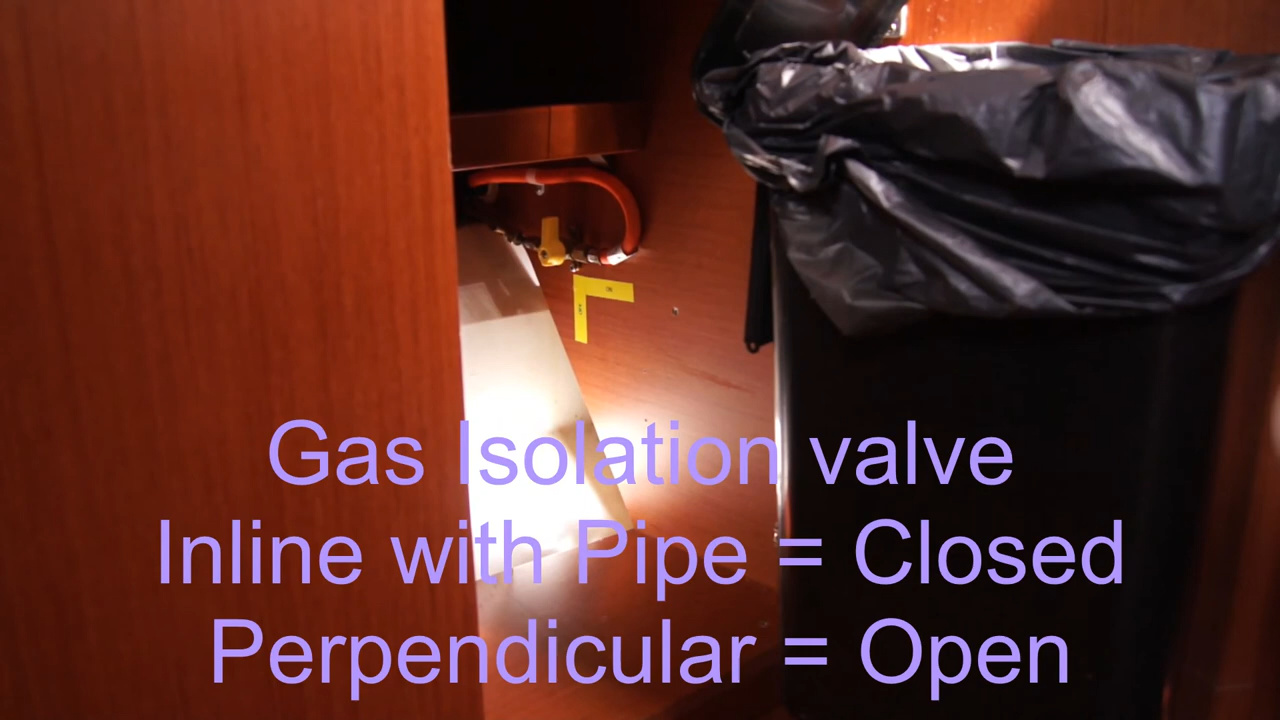 Gas Isolation valve
Inline with Pipe = Closed
Perpendicular = Open